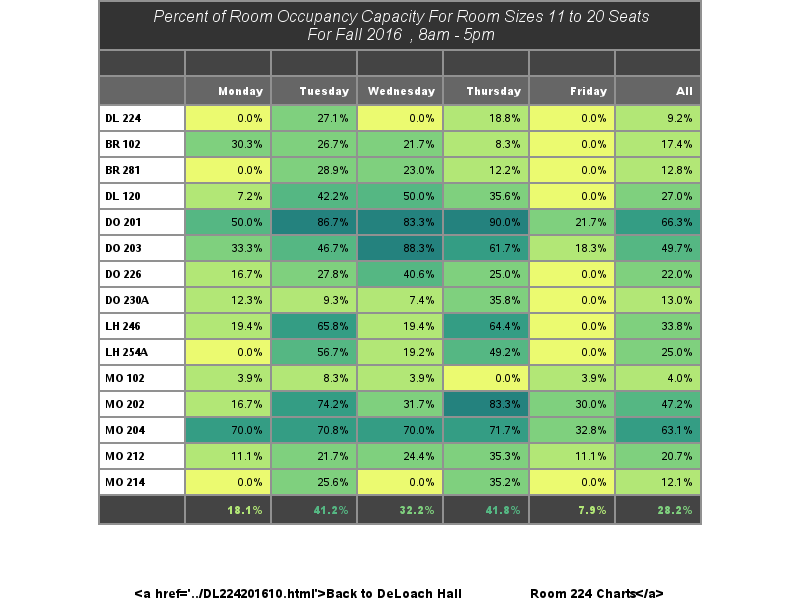 Percent of Room Occupancy Capacity For Room Sizes 11 to 20 Seats
For Fall 2016 , 8am - 5pm
Monday Tuesday Wednesday Thursday Friday All
DL 224 0.0% 27.1% 0.0% 18.8% 0.0% 9.2%
BR 102 30.3% 26.7% 21.7% 8.3% 0.0% 17.4%
BR 281 0.0% 28.9% 23.0% 12.2% 0.0% 12.8%
DL 120 7.2% 42.2% 50.0% 35.6% 0.0% 27.0%
DO 201 50.0% 86.7% 83.3% 90.0% 21.7% 66.3%
DO 203 33.3% 46.7% 88.3% 61.7% 18.3% 49.7%
DO 226 16.7% 27.8% 40.6% 25.0% 0.0% 22.0%
DO 230A 12.3% 9.3% 7.4% 35.8% 0.0% 13.0%
LH 246 19.4% 65.8% 19.4% 64.4% 0.0% 33.8%
LH 254A 0.0% 56.7% 19.2% 49.2% 0.0% 25.0%
MO 102 3.9% 8.3% 3.9% 0.0% 3.9% 4.0%
MO 202 16.7% 74.2% 31.7% 83.3% 30.0% 47.2%
MO 204 70.0% 70.8% 70.0% 71.7% 32.8% 63.1%
MO 212 11.1% 21.7% 24.4% 35.3% 11.1% 20.7%
MO 214 0.0% 25.6% 0.0% 35.2% 0.0% 12.1%
18.1% 41.2% 32.2% 41.8% 7.9% 28.2%
<a href='../DL224201610.html'>Back to DeLoach Hall Room 224 Charts</a>